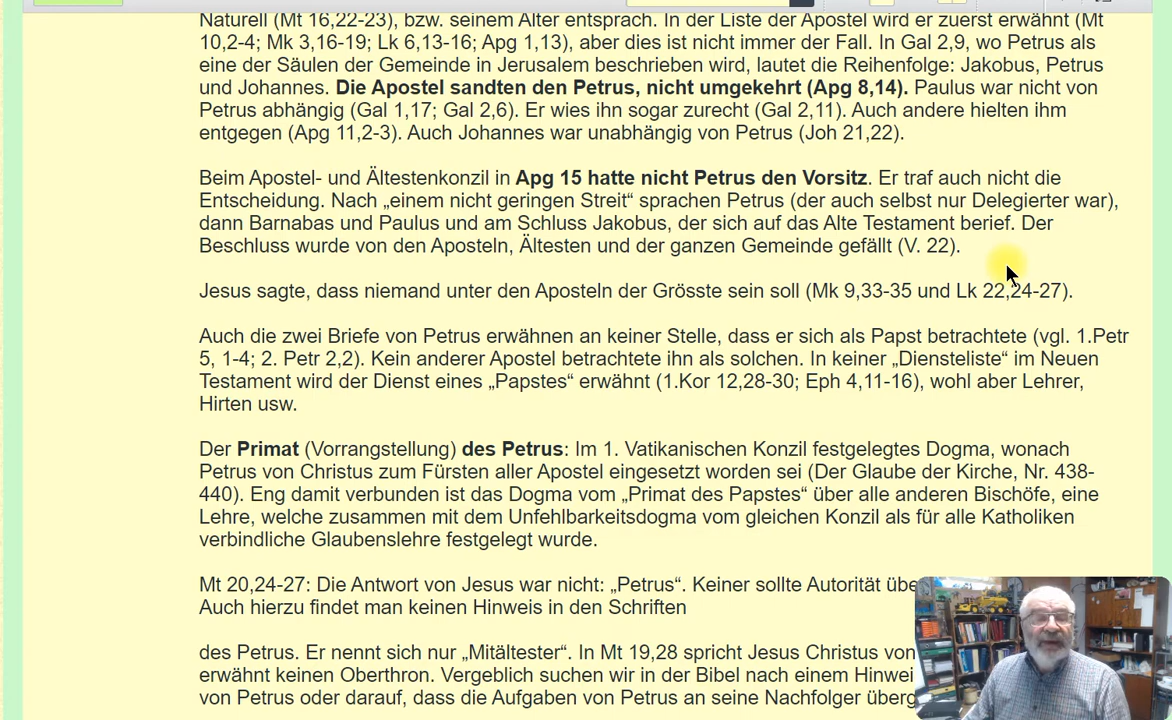 Naturell (Mt 16,22-23), bzw. seinem Alter entsprach. In der Liste der Apostel wird er zuerst erwähnt (Mt
10,2-4; Mk 3,16-19; Lk 6,13-16; Apg 1,13), aber dies ist nicht immer der Fall. In Gal 2,9, wo Petrus als
eine der Säulen der Gemeinde in Jerusalem beschrieben wird, lautet die Reihenfolge: Jakobus, Petrus
und Johannes. Die Apostel sandten den Petrus, nicht umgekehrt (Apg 8,14). Paulus war nicht von
Petrus abhängig (Gal 1,17; Gal 2,6). Er wies ihn sogar zurecht (Gal 2,11). Auch andere hielten ihm
entgegen (Apg 11,2-3). Auch Johannes war unabhängig von Petrus (Joh 21,22).
Beim Apostel- und Ältestenkonzil in Apg 15 hatte nicht Petrus den Vorsitz. Er traf auch nicht die
Entscheidung. Nach „einem nicht geringen Streit“ sprachen Petrus (der auch selbst nur Delegierter war),
dann Barnabas und Paulus und am Schluss Jakobus, der sich auf das Alte Testament berief. Der
Beschluss wurde von den Aposteln, Ältesten und der ganzen Gemeinde gefällt (V. 22).
Jesus sagte, dass niemand unter den Aposteln der Grösste sein soll (Mk 9,33-35 und Lk 22,24-27).
Auch die zwei Briefe von Petrus erwähnen an keiner Stelle, dass er sich als Papst betrachtete (vgl. 1.Petr
5, 1-4; 2. Petr 2,2). Kein anderer Apostel betrachtete ihn als solchen. In keiner „Diensteliste“ im Neuen
Testament wird der Dienst eines „Papstes“ erwähnt (1.Kor 12,28-30; Eph 4,11-16), wohl aber Lehrer,
Hirten usw.
Der Primat (Vorrangstellung) des Petrus: Im 1. Vatikanischen Konzil festgelegtes Dogma, wonach
Petrus von Christus zum Fürsten aller Apostel eingesetzt worden sei (Der Glaube der Kirche, Nr. 438-
440). Eng damit verbunden ist das Dogma vom „Primat des Papstes“ über alle anderen Bischöfe, eine
Lehre, welche zusammen mit dem Unfehlbarkeitsdogma vom gleichen Konzil als für alle Katholiken
verbindliche Glaubenslehre festgelegt wurde.
Mt 20,24-27: Die Antwort von Jesus war nicht: „Petrus“. Keiner sollte Autorität übe
Auch hierzu findet man keinen Hinweis in den Schriften
des Petrus. Er nennt sich nur „Mitältester“. In Mt 19,28 spricht Jesus Christus von
erwähnt keinen Oberthron. Vergeblich suchen wir in der Bibel nach einem Hinwei
von Petrus oder darauf, dass die Aufgaben von Petrus an seine Nachfolger überg